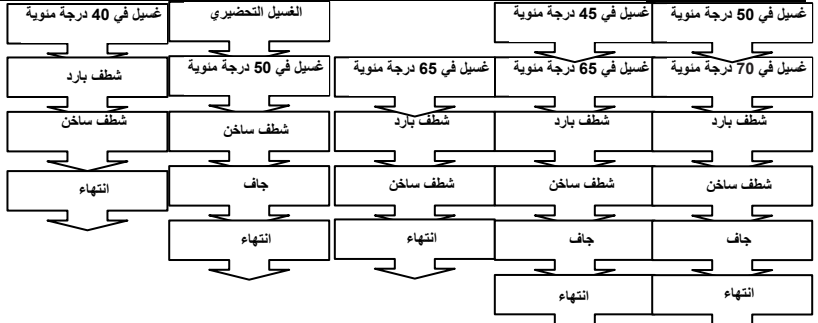 غسيل في 50 درجة مئوية
غسيل في 70 درجة مئوية
شطف بارد
شطف ساخن
جاف
انتهاء
غسيل في 45 درجة مئوية
غسيل في 65 درجة مئوية
شطف بارد
شطف ساخن
جاف
انتهاء
غسيل في 65 درجة مئوية
شطف بارد
شطف ساخن
انتهاء
الغسيل التحضيري
غسيل في 50 درجة مئوية
شطف ساخن
جاف
انتهاء
غسيل في 40 درجة مئوية
شطف بارد
شطف ساخن
انتهاء